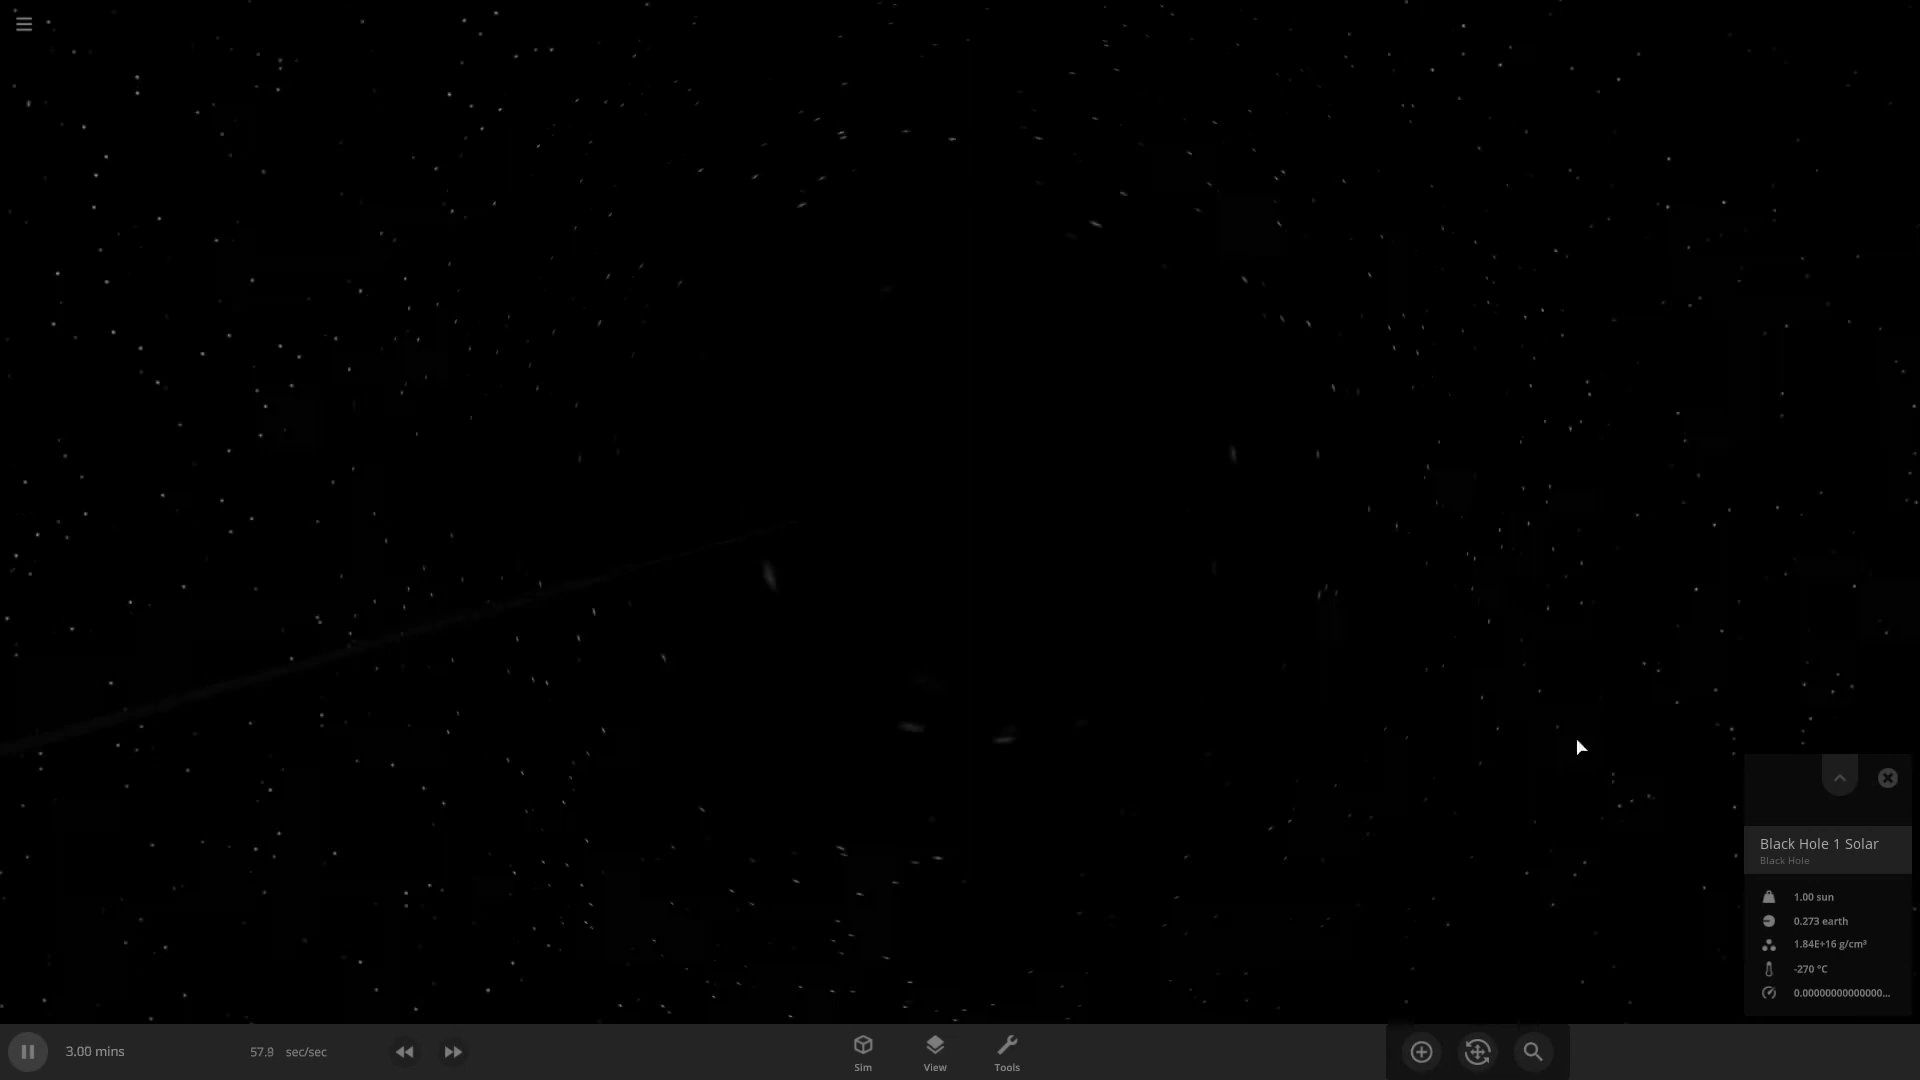 Black Hole 1 Solar
Black Hole
1.00 sun
0.273 earth
1.84E+16 g/cm³
-270 °C
0.00000000000000...
3.00 mins
57.9 sec/sec
Sim
View
Tools